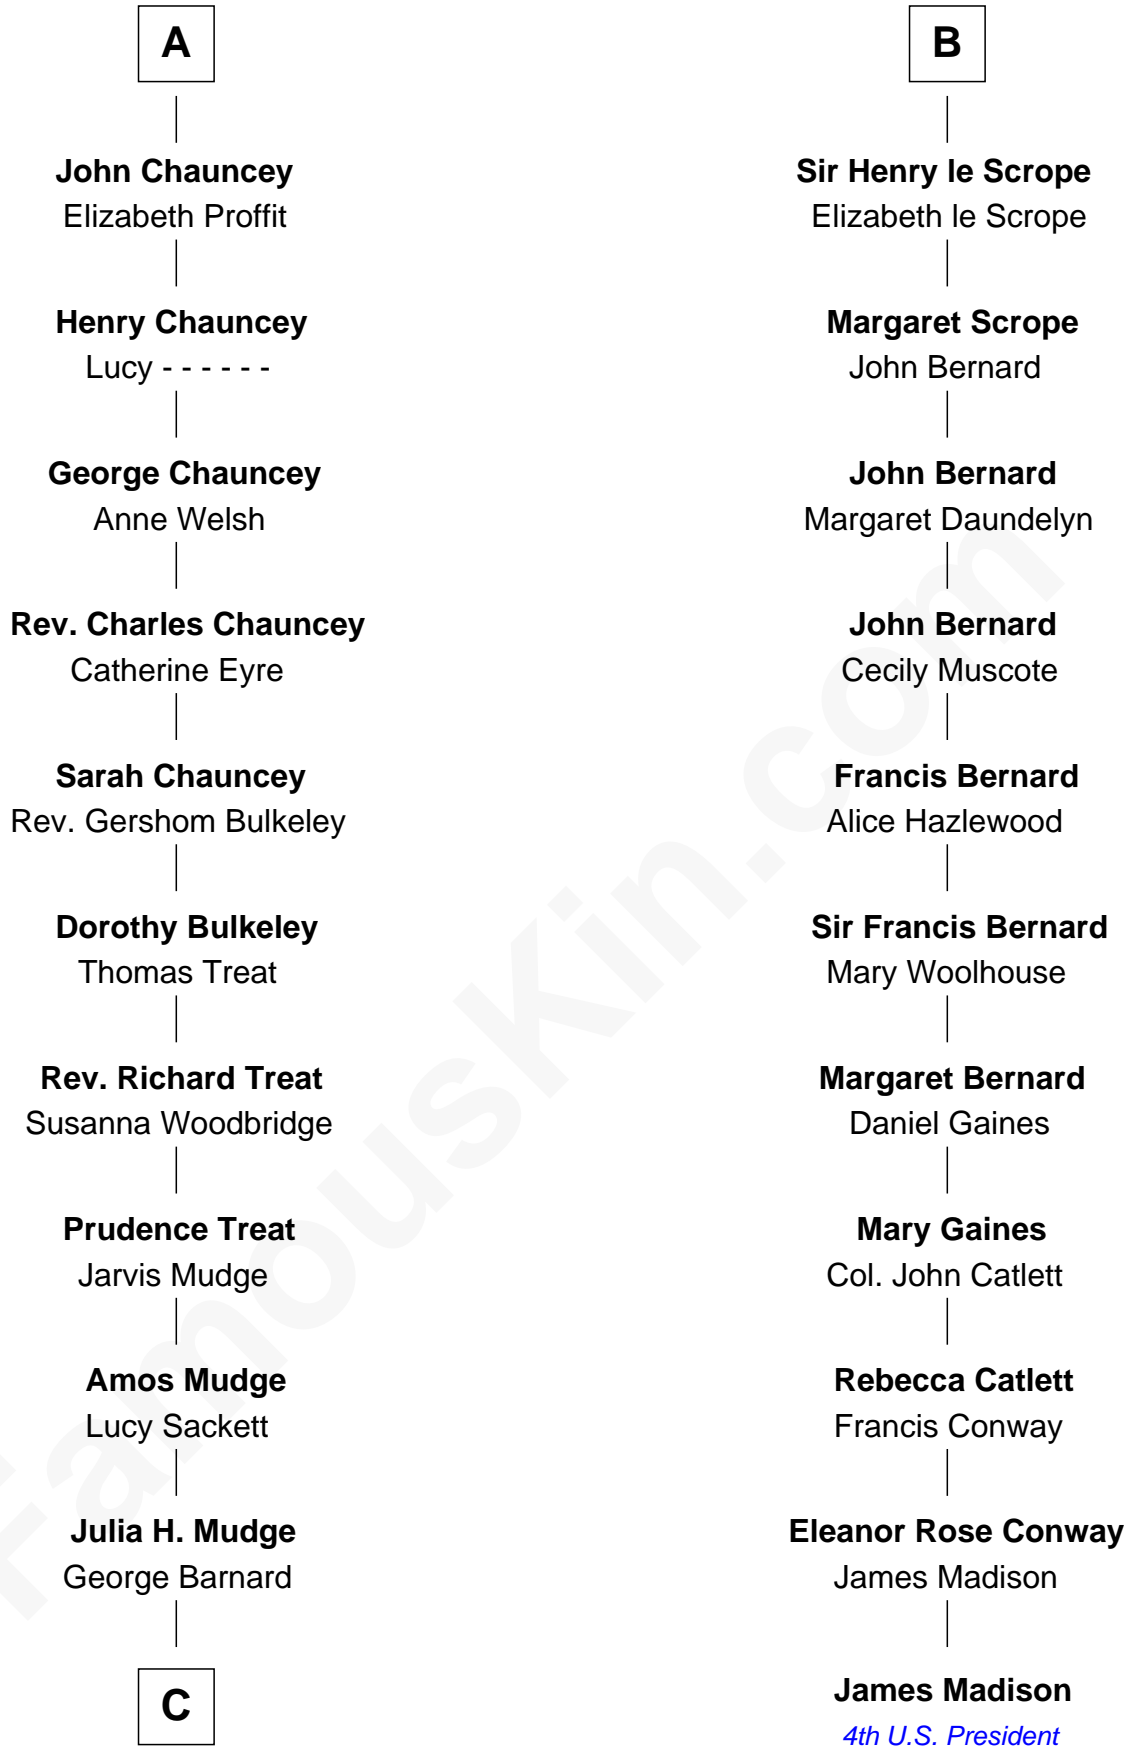 A
John Chauncey
Elizabeth Proffit
Henry Chauncey
Lucy - - - - - -
George Chauncey
Anne Welsh
Rev. Charles Chauncey
Catherine Eyre
Sarah Chauncey
Rev. Gershom Bulkeley
Dorothy Bulkeley
Thomas Treat
Rev. Richard Treat
Susanna Woodbridge
Prudence Treat
Jarvis Mudge
Amos Mudge
Lucy Sackett
Julia H. Mudge
George Barnard
C
B
Sir Henry le Scrope
Elizabeth le Scrope
Margaret Scrope
John Bernard
John Bernard
Margaret Daundelyn
John Bernard
Cecily Muscote
Francis Bernard
Alice Hazlewood
Sir Francis Bernard
Mary Woolhouse
Margaret Bernard
Daniel Gaines
Mary Gaines
Col. John Catlett
Rebecca Catlett
Francis Conway
Eleanor Rose Conway
James Madison
James Madison
4th U.S. President
FamousKin.com